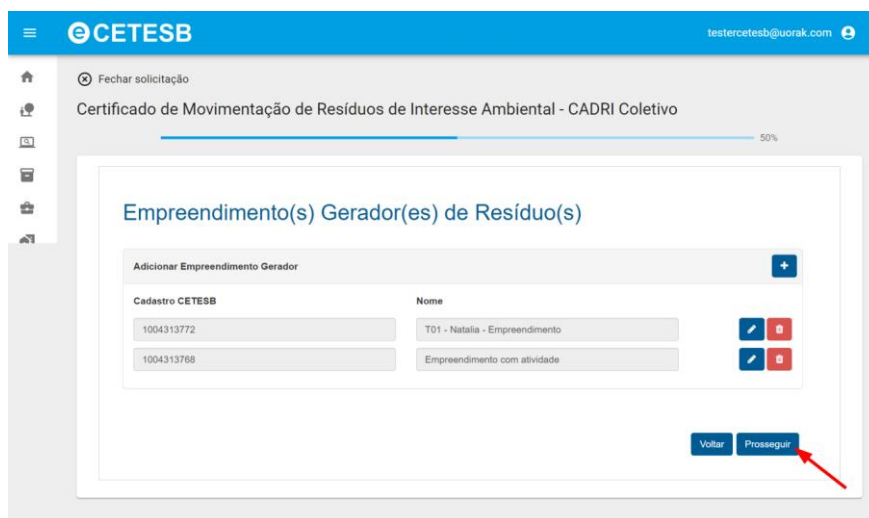 eCETESB
testercetesb@uorak.com
Fechar solicitação
Certificado de Movimentação de Resíduos de Interesse Ambiental - CADRI Coletivo
50%
Empreendimento(s) Gerador(es) de Resíduo(s)
Adicionar Empreendimento Gerador
Cadastro CETESB Nome
1004313772 T01 - Natalia - Empreendimento
1004313768 Empreendimento com atividade
Voltar Prosseguir